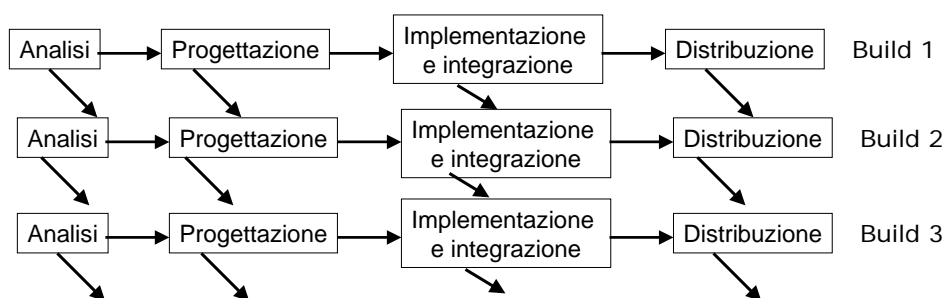 Analisi
Progettazione
Implementazione
e integrazione
Distribuzione
Build 1
Analisi
Progettazione
Implementazione
e integrazione
Distribuzione
Build 2
Analisi
Progettazione
Implementazione
e integrazione
Distribuzione
Build 3